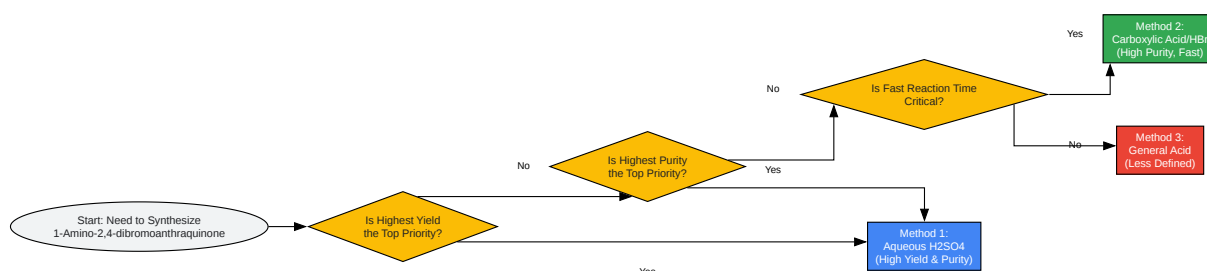 Method 2:
Carboxylic Acid/HBr
(High Purity, Fast)
Yes
Is Fast Reaction Time
Critical?
No
No
Method 3:
General Acid
(Less Defined)
Is Highest Purity
the Top Priority?
No
Yes
Start: Need to Synthesize
1-Amino-2,4-dibromoanthraquinone
Is Highest Yield
the Top Priority?
Method 1:
Aqueous H2SO4
(High Yield & Purity)
Yes